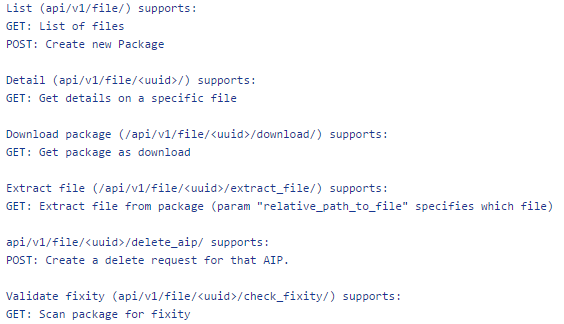 List (api/v1/file/) supports:
GET: List of files
POST: Create new Package
Detail (api/v1/file/<uuid>/) supports:
GET: Get details on a specific file
Download package (/api/v1/file/<uuid>/download/) supports:
GET: Get package as download
Extract file (/api/v1/file/<uuid>/extract_file/) supports:
GET: Extract file from package (param "relative_path_to_file" specifies which file)
api/v1/file/<uuid>/delete_aip/ supports:
POST: Create a delete request for that AIP.
Validate fixity (api/v1/file/<uuid>/check_fixity/) supports:
GET: Scan package for fixity